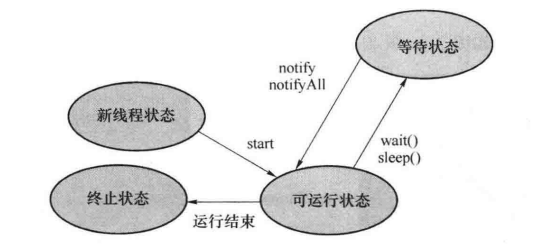 等待状态
notify
notifyAll
新线程状态
start
wait()
sleep()
终止状态
运行结束
可运行状态